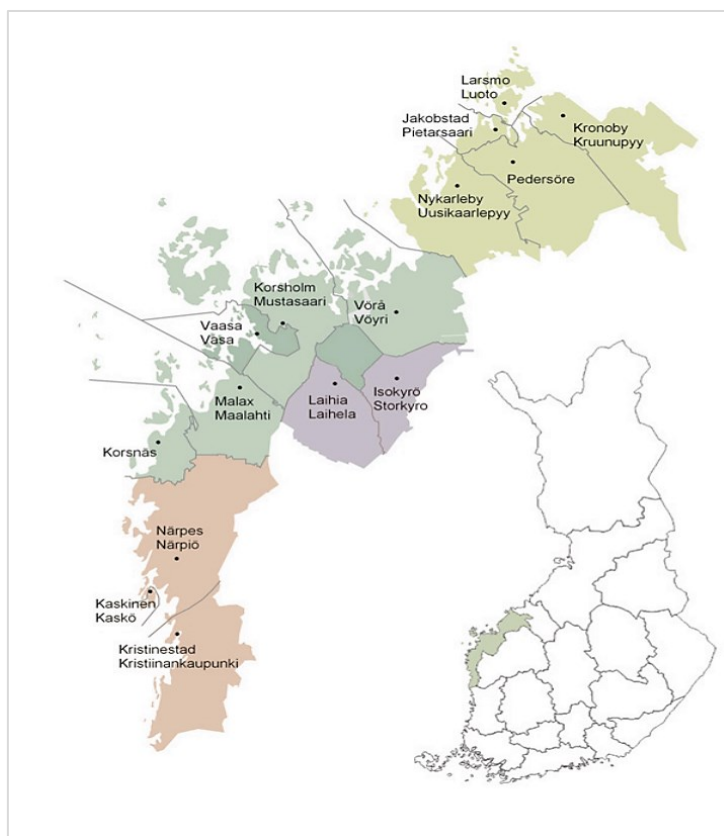 Larsmo
Luoto
Jakobstad
Pietarsaari
Kronoby
Kruunupyy
Pedersöre
Nykarleby
Uusikaarlepyy
Korsholm
Mustasaari
Vörå
Vöyri
Vaasa
Vasa
Malax
Maalahti
Laihia
Laihela
Isokyrö
Storkyro
Korsnäs
Närpes
Närpiö
Kaskinen
Kaskö
Kristinestad
Kristiinankaupunki